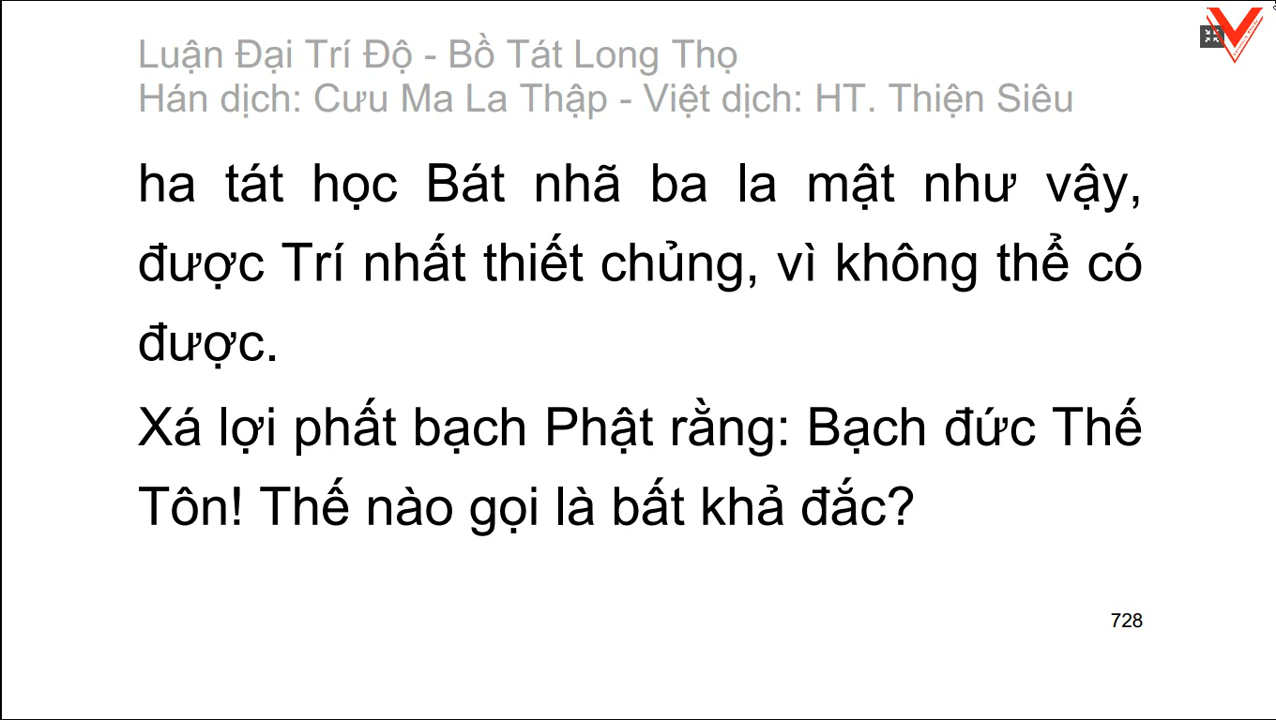 Luận Đại Trí Độ - Bồ Tát Long Thọ
Hán dịch: Cưu Ma La Thập - Việt dịch: HT. Thiện Siêu
ha tát học Bát nhã ba la mật như vậy,
được Trí nhất thiết chủng, vì không thể có
được.
Xá lợi phất bạch Phật rằng: Bạch đức Thế
Tôn! Thế nào gọi là bất khả đắc?
728